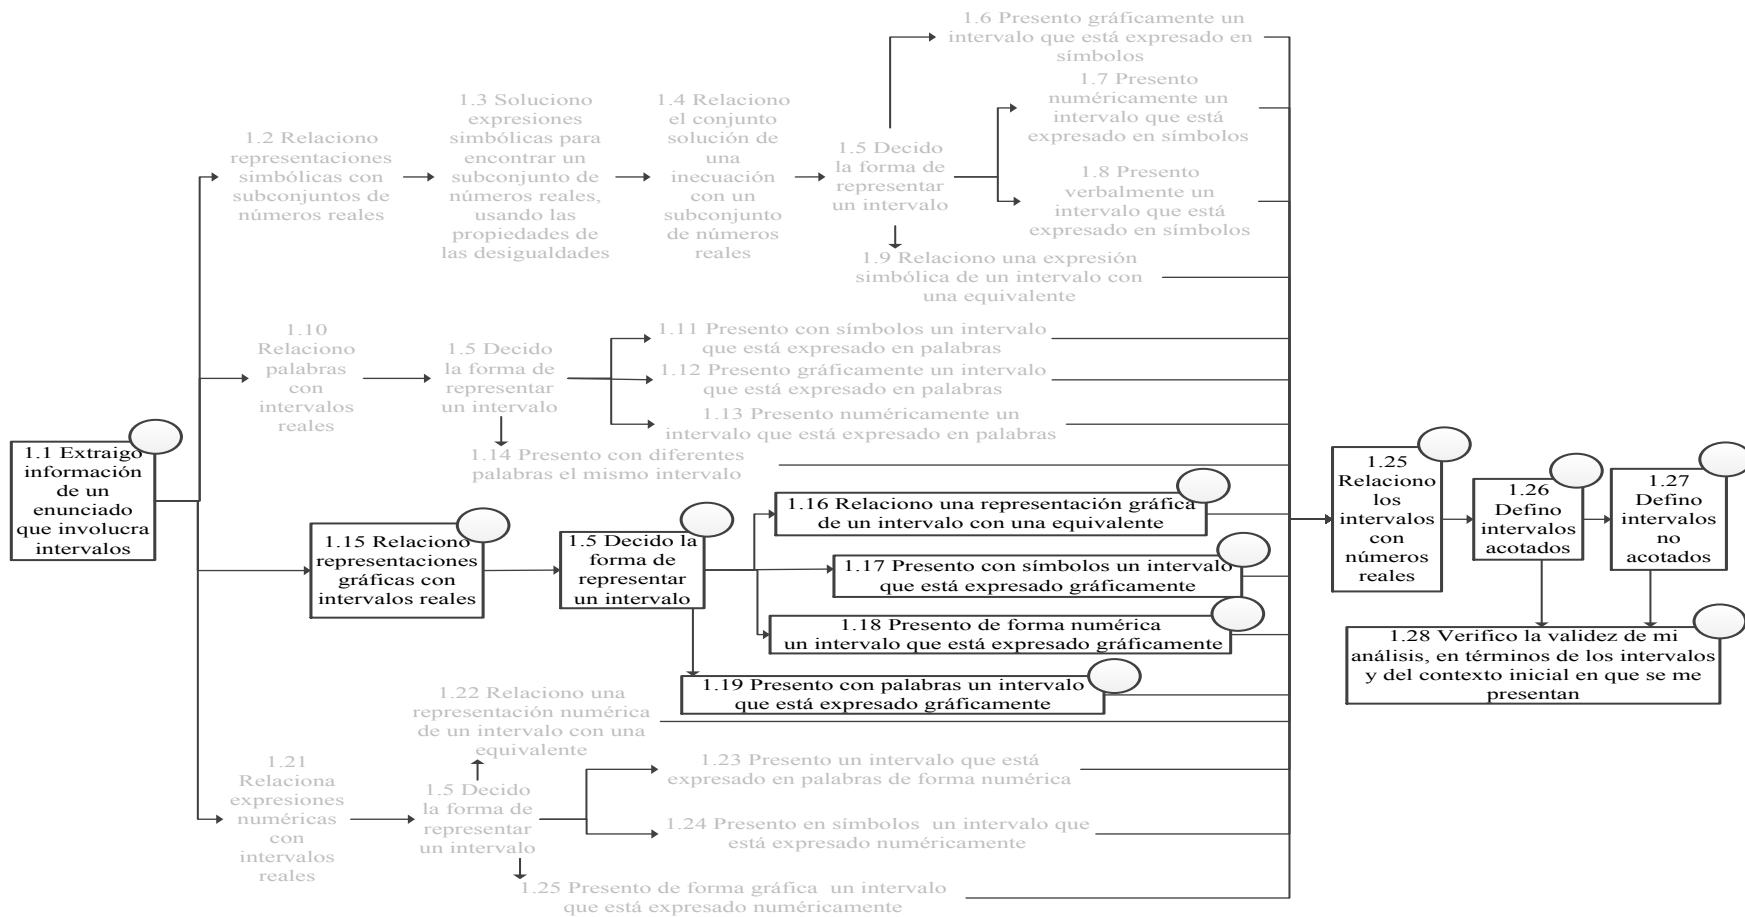 1.6 Presento gráficamente un
intervalo que está expresado en
símbolos
1.7 Presento
numéricamente un
intervalo que está
expresado en símbolos
1.3 Soluciono
expresiones
simbólicas para
encontrar un
subconjunto de
números reales,
usando las
propiedades de
las desigualdades
1.4 Relaciono
el conjunto
solución de
una
inecuación
con un
subconjunto
de números
reales
1.2 Relaciono
representaciones
simbólicas con
subconjuntos de
números reales
1.5 Decido
la forma de
representar
un intervalo
1.8 Presento
verbalmente un
intervalo que está
expresado en símbolos
1.9 Relaciono una expresión
simbólica de un intervalo con
una equivalente
1.10
Relaciono
palabras
con
intervalos
reales
1.5 Decido
la forma de
representar
un intervalo
1.11 Presento con símbolos un intervalo
que está expresado en palabras
1.12 Presento gráficamente un intervalo
que está expresado en palabras
1.13 Presento numéricamente un
intervalo que está expresado en palabras
1.14 Presento con diferentes
palabras el mismo intervalo
1.1 Extraigo
información
de un
enunciado
que involucra
intervalos
1.15 Relaciono
representaciones
gráficas con
intervalos reales
1.5 Decido la
forma de
representar
un intervalo
1.16 Relaciono una representación gráfica
de un intervalo con una equivalente
1.17 Presento con símbolos un intervalo
que está expresado gráficamente
1.18 Presento de forma numérica
un intervalo que está expresado gráficamente
1.19 Presento con palabras un intervalo
que está expresado gráficamente
1.25
Relaciono
los
intervalos
con
números
reales
1.26
Defino
intervalos
acotados
1.27
Defino
intervalos
no
acotados
1.28 Verifico la validez de mi
análisis, en términos de los intervalos
y del contexto inicial en que se me
presentan
1.22 Relaciono una
representación numérica
de un intervalo con una
equivalente
1.21
Relaciona
expresiones
numéricas
con
intervalos
reales
1.5 Decido
la forma de
representar
un intervalo
1.23 Presento un intervalo que está
expresado en palabras de forma numérica
1.24 Presento en símbolos un intervalo que
está expresado numéricamente
1.25 Presento de forma gráfica un intervalo
que está expresado numéricamente